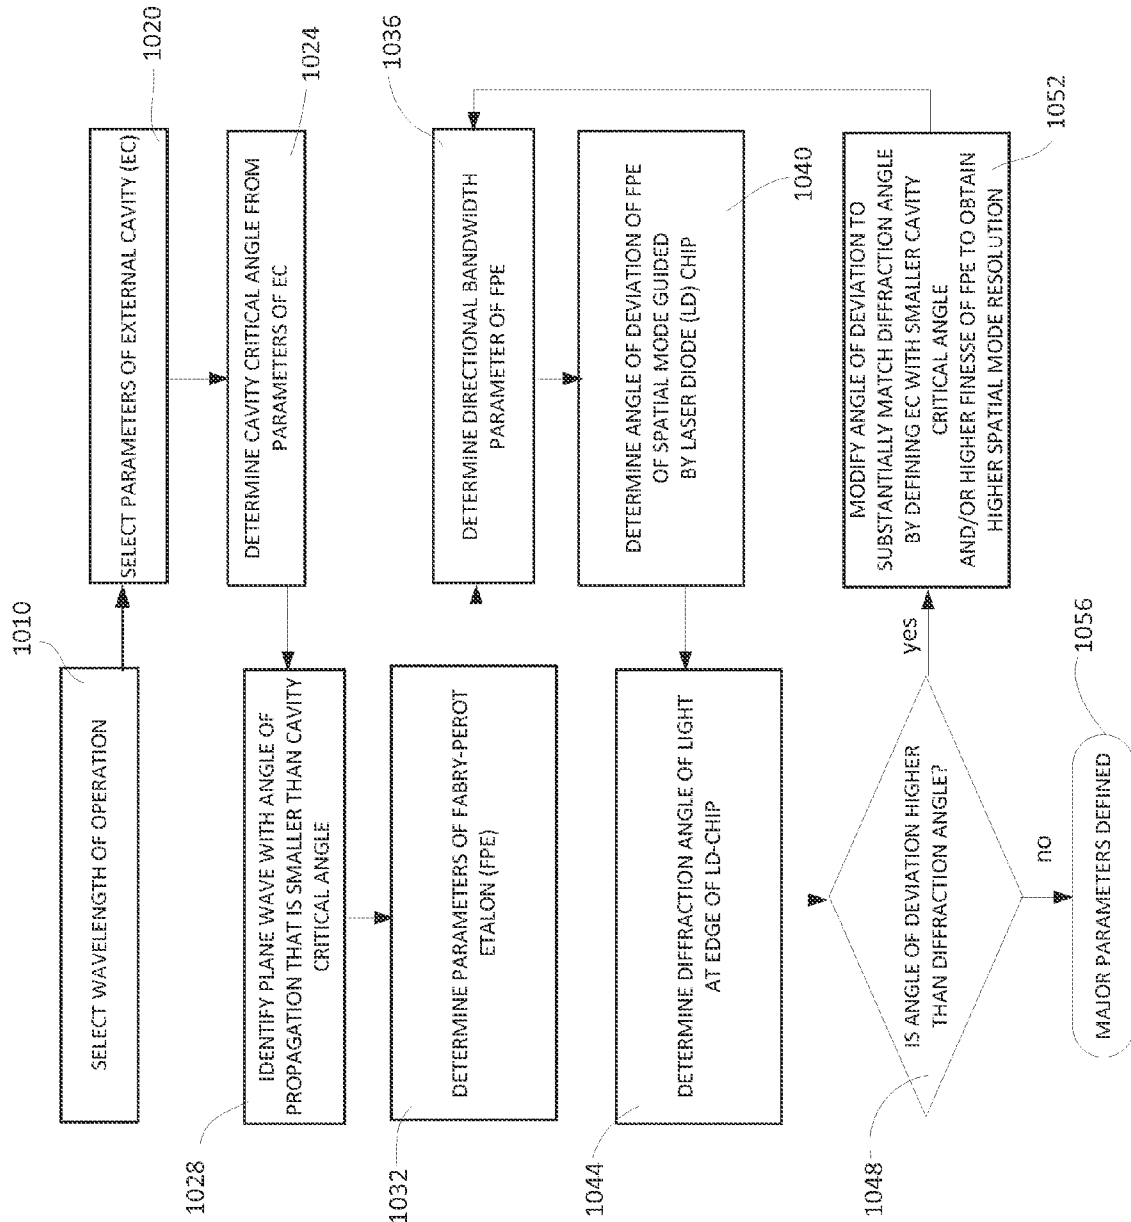 1010
SELECT WAVELENGTH OF OPERATION
1020
SELECT PARAMETERS OF EXTERNAL CAVITY (EC)
1024
DETERMINE CAVITY CRITICAL ANGLE FROM
PARAMETERS OF EC
1028
IDENTIFY PLANE WAVE WITH ANGLE OF
PROPAGATION THAT IS SMALLER THAN CAVITY
CRITICAL ANGLE
1032
DETERMINE PARAMETERS OF FABRY-PEROT
ETALON (FPE)
1036
DETERMINE DIRECTIONAL BANDWIDTH
PARAMETER OF FPE
1040
DETERMINE ANGLE OF DEVIATION OF FPE
OF SPATIAL MODE GUIDED
BY LASER DIODE (LD) CHIP
1044
DETERMINE DIFFRACTION ANGLE OF LIGHT
AT EDGE OF LD-CHIP
1048
IS ANGLE OF DEVIATION HIGHER
THAN DIFFRACTION ANGLE?
yes
1052
MODIFY ANGLE OF DEVIATION TO
SUBSTANTIALLY MATCH DIFFRACTION ANGLE
BY DEFINING EC WITH SMALLER CAVITY
CRITICAL ANGLE
AND/OR HIGHER FINESSE OF FPE TO OBTAIN
HIGHER SPATIAL MODE RESOLUTION
no
1056
MAJOR PARAMETERS DEFINED